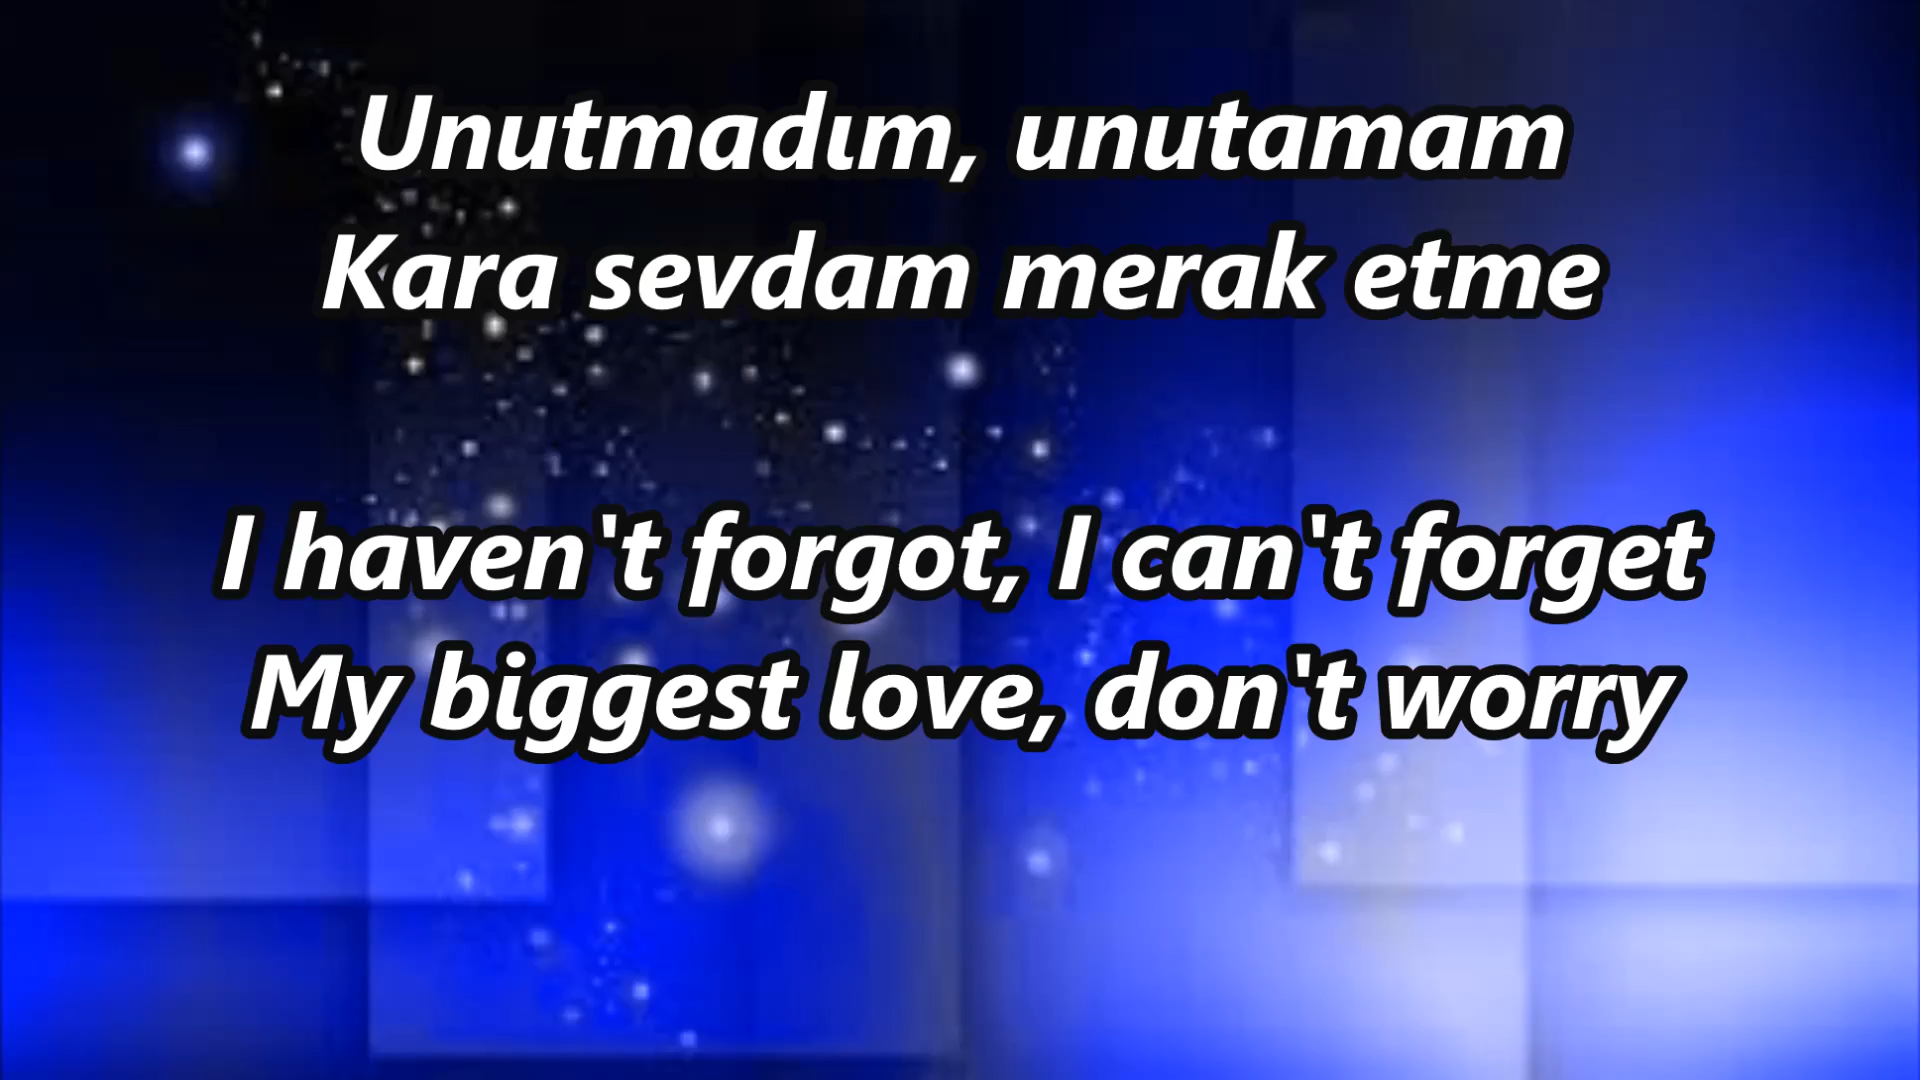 Unutmadım, unutamam
Kara sevdam merak etme
I haven't forgot, I can't forget
My biggest love, don't worry